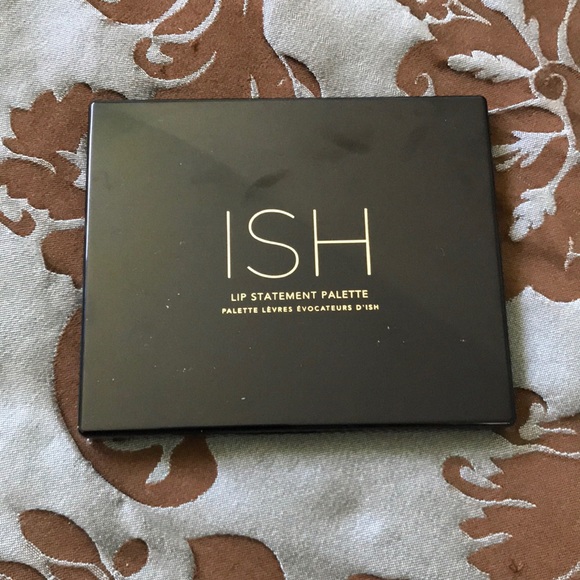 ISH
LIP STATEMENT PALETTE
PALETTE LÈVRES ÉVOCATEURS D'ISH